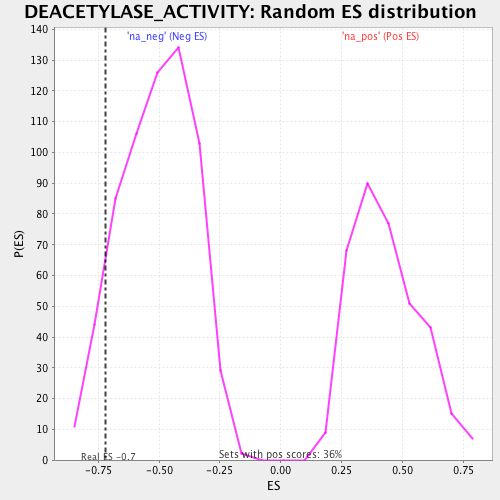 DEACETYLASE_ACTIVITY: Random ES distribution
'na_neg' (Neg ES)
'na_pos' (Pos ES)
140
130
120
110
100
90
80
70
60
50
40
30
20
10
0
P(ES)
Real ES -0.7
Sets with pos scores: 36%
-0.75 -0.50 -0.25 0.00 0.25 0.50 0.75
ES